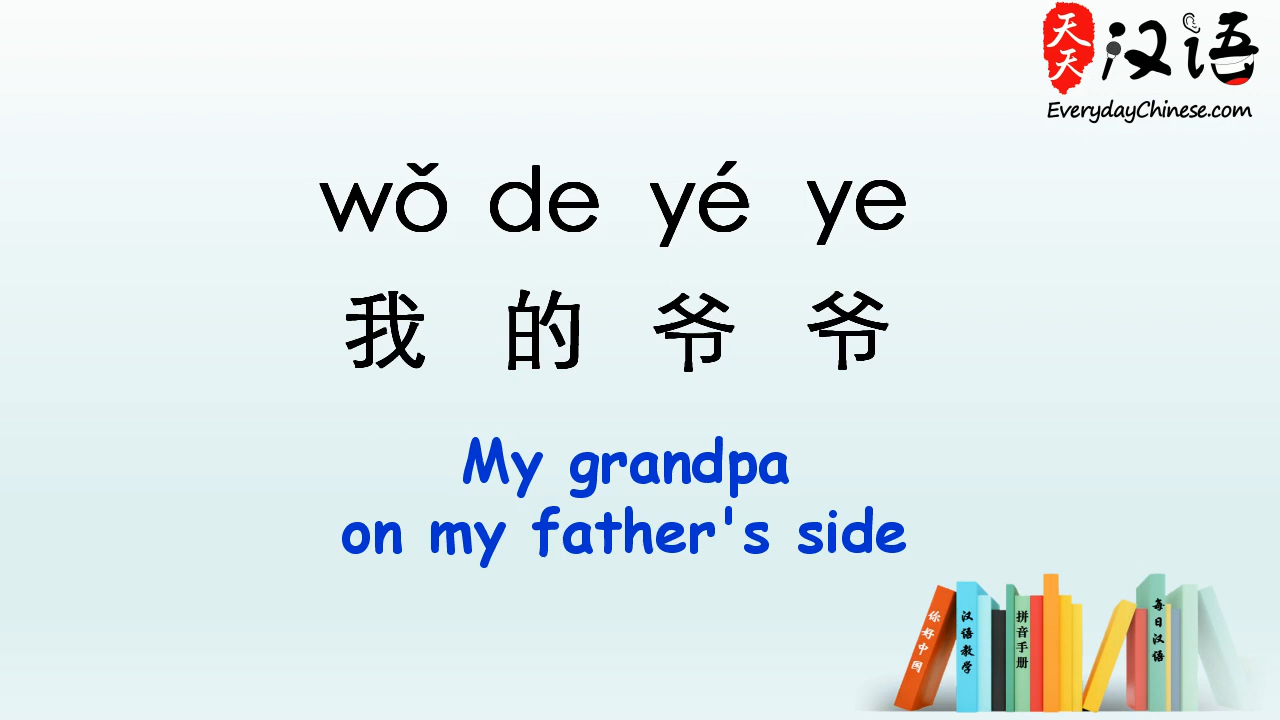 天天汉语
EverydayChinese.com
wǒ de yé ye
我 的 爷 爷
My grandpa
on my father's side
你好中国
汉语教学
拼音手册
每日汉语